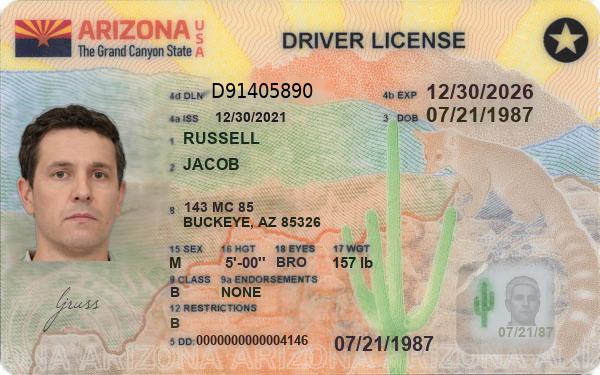 ARIZONA USA
The Grand Canyon State
DRIVER LICENSE
4d DLN D91405890
4b EXP 12/30/2026
4a ISS 12/30/2021
3 DOB 07/21/1987
1 RUSSELL
2 JACOB
8 143 MC 85
BUCKEYE, AZ 85326
15 SEX 16 HGT 18 EYES 17 WGT
M 5'-00" BRO 157 lb
9 CLASS 9a ENDORSEMENTS
B NONE
12 RESTRICTIONS
B
5 DD: 0000000000004146
07/21/1987
07/21/87
Gruss
ARIZONA ARIZONA ARIZONA ARIZONA